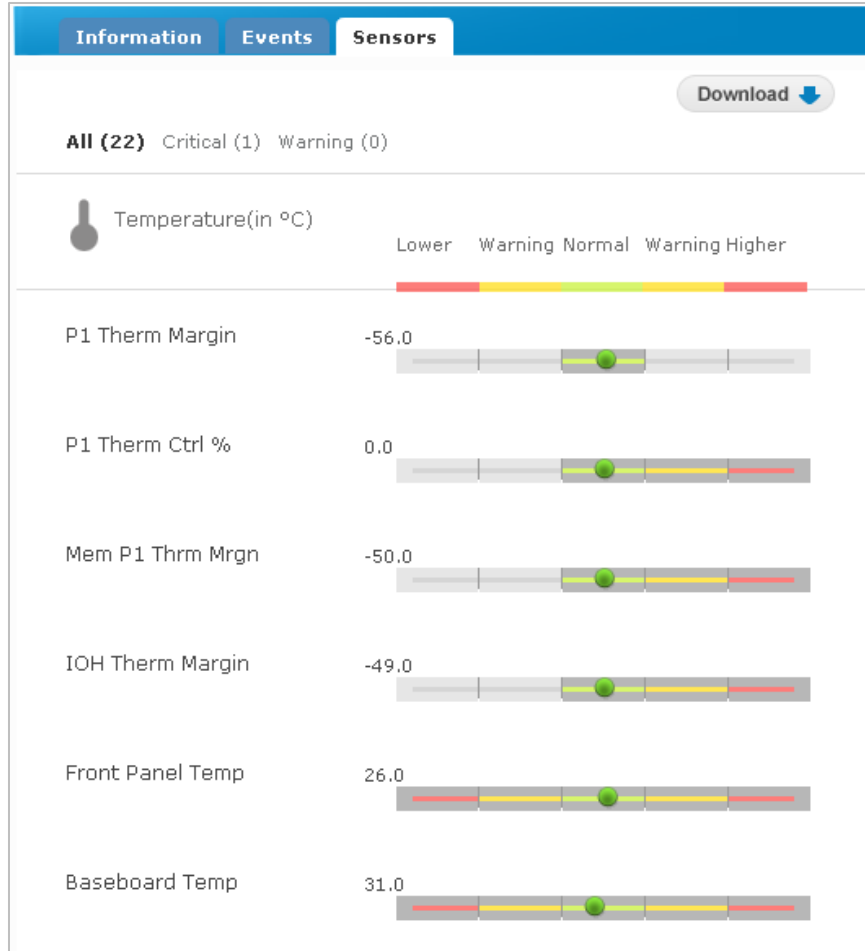 Information Events Sensors
Download
All (22) Critical (1) Warning (0)
Temperature(in ºC)
Lower Warning Normal Warning Higher
P1 Therm Margin -56.0
P1 Therm Ctrl % 0.0
Mem P1 Thrm Mrgn -50.0
IOH Therm Margin -49.0
Front Panel Temp 26.0
Baseboard Temp 31.0